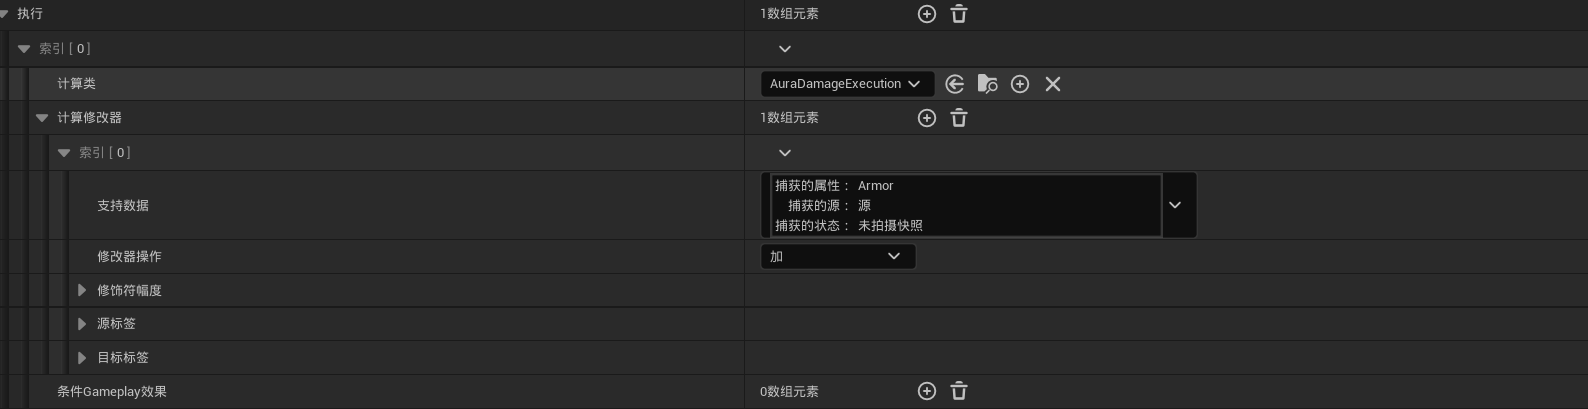 执行 1数组元素
索引 [ 0 ]
计算类 AuraDamageExecution
计算修改器 1数组元素
索引 [ 0 ]
支持数据
捕获的属性 : Armor
捕获的源 : 源
捕获的状态 : 未拍摄快照
修改器操作 加
修饰符幅度
源标签
目标标签
条件Gameplay效果 0数组元素